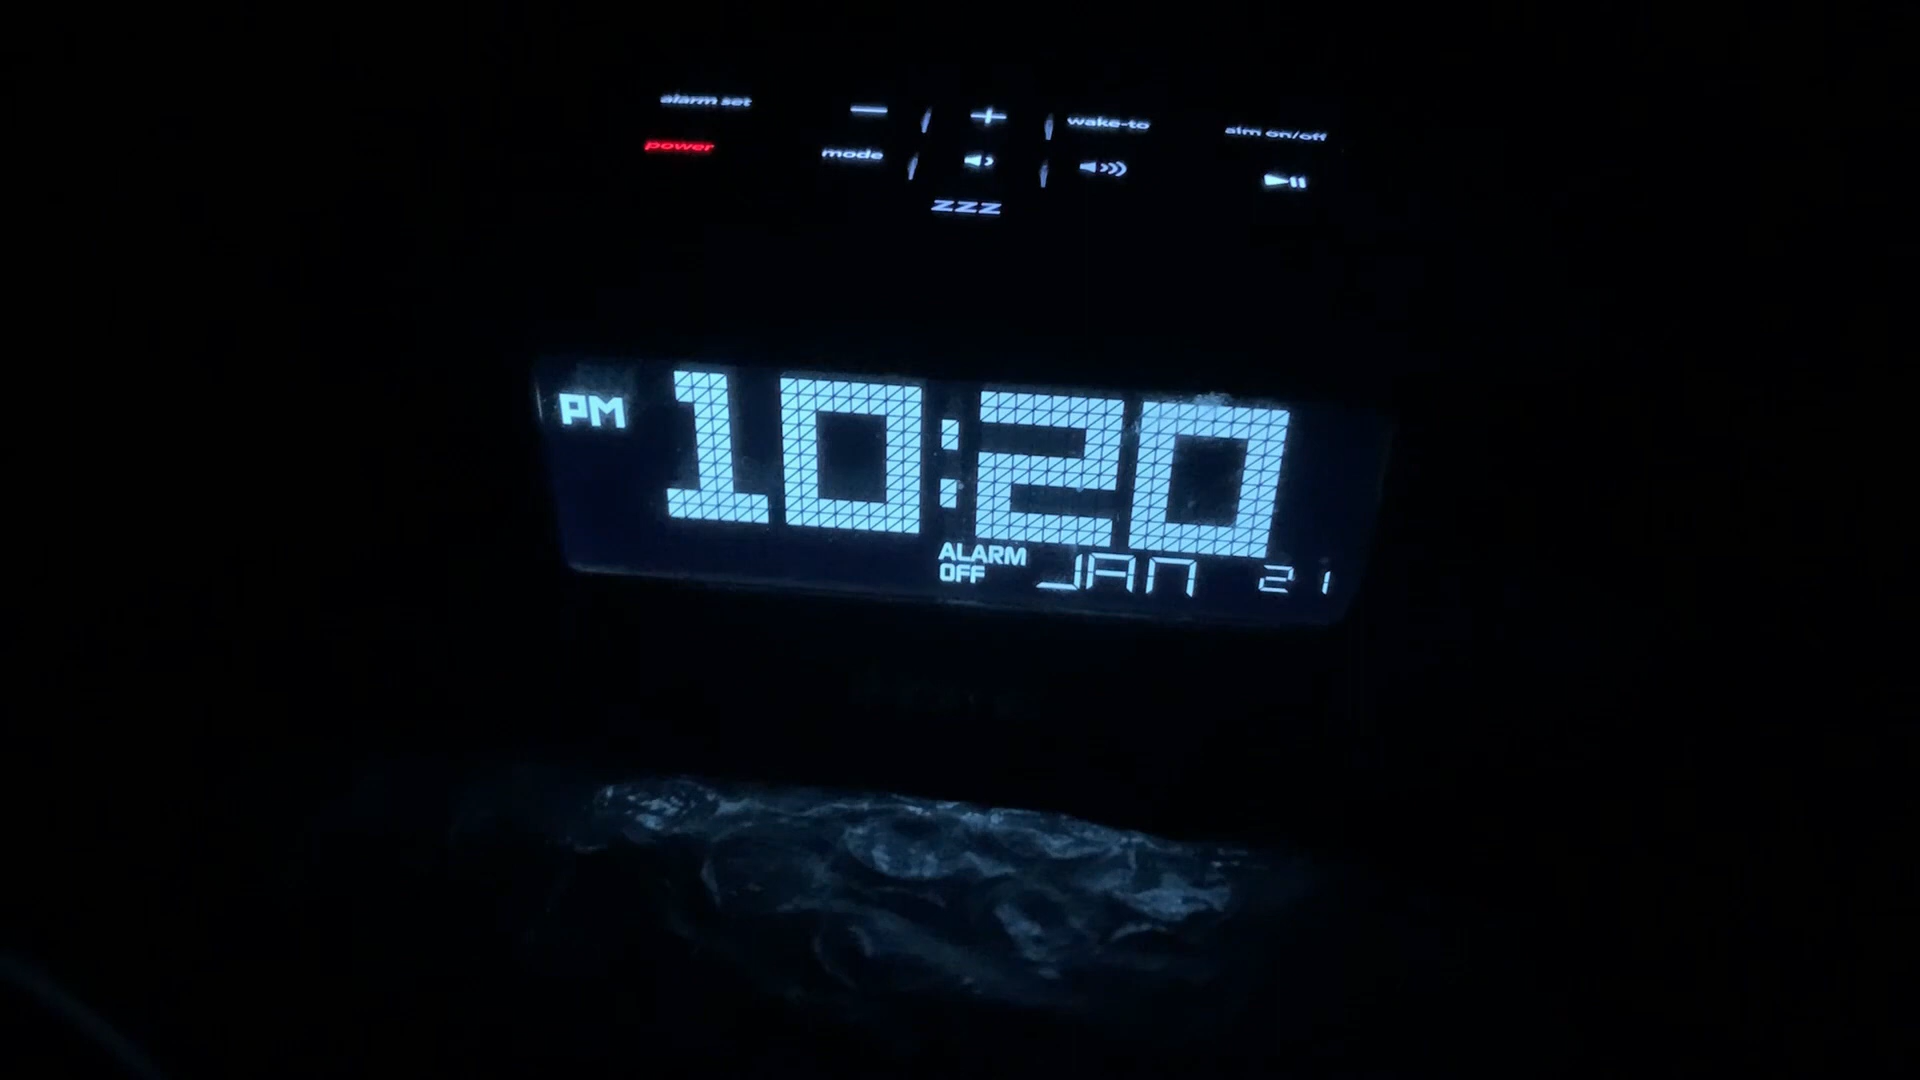 alarm set − + wake-to alm on/off
power mode
zzz
PM 10:20
ALARM
OFF JAN 21